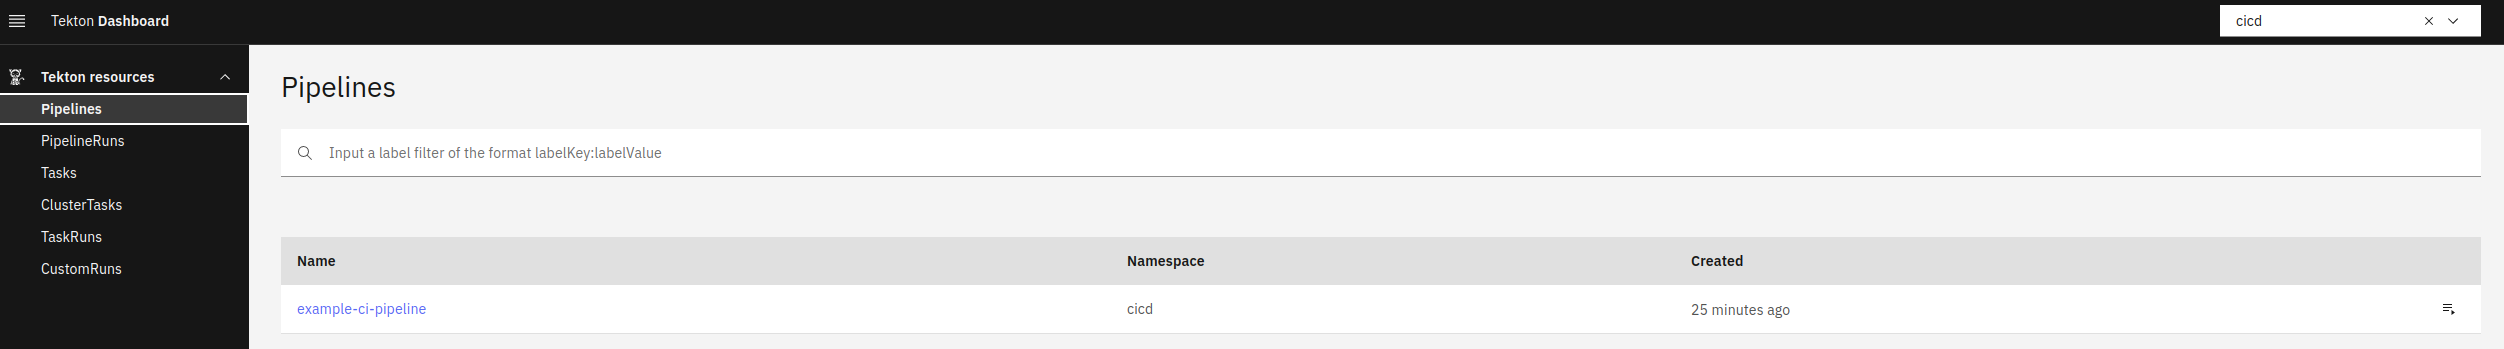 Tekton Dashboard
cicd
Tekton resources
Pipelines
PipelineRuns
Tasks
ClusterTasks
TaskRuns
CustomRuns
Pipelines
Input a label filter of the format labelKey:labelValue
Name Namespace Created
example-ci-pipeline cicd 25 minutes ago